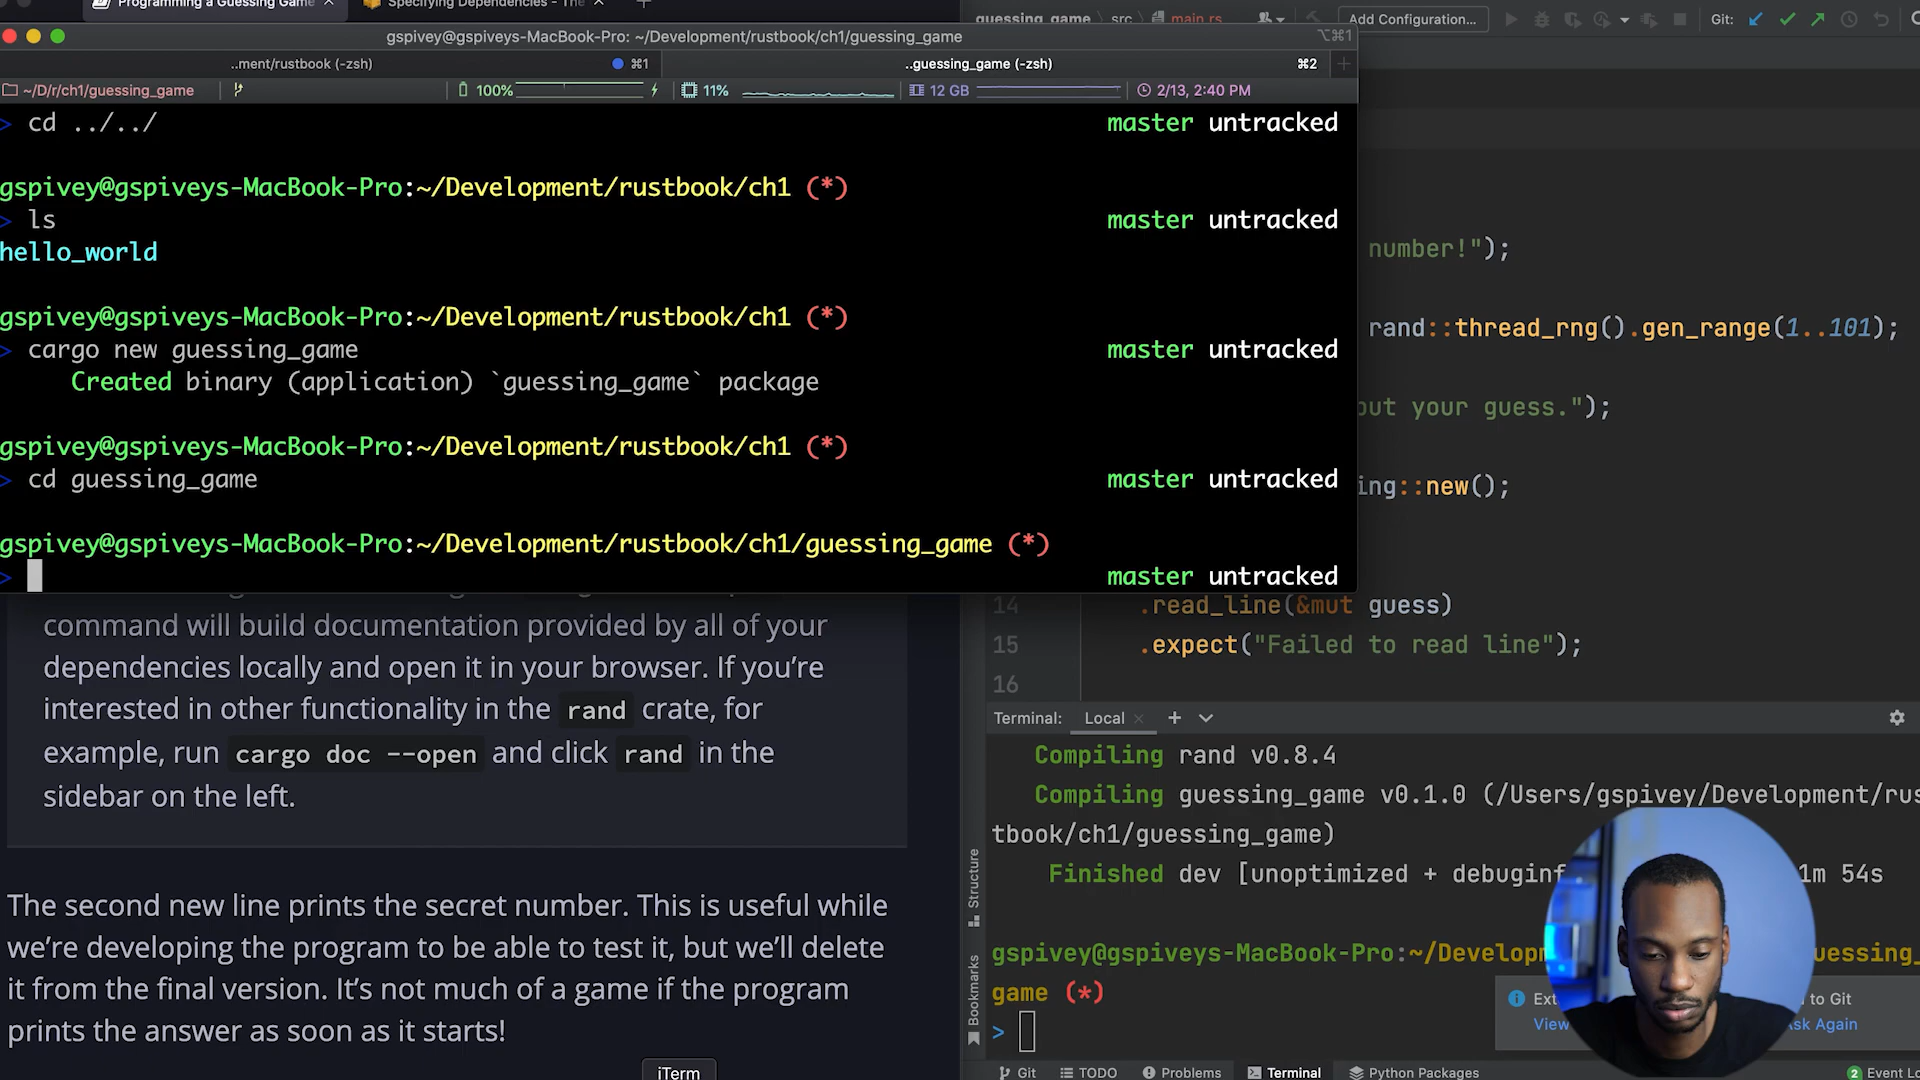 Programming a Guessing Game
Specifying Dependencies - The
guessing_game
src
main.rs
Add Configuration...
Git:
gspivey@gspiveys-MacBook-Pro: ~/Development/rustbook/ch1/guessing_game
⌥⌘1
..ment/rustbook (-zsh)
⌘1
..guessing_game (-zsh)
⌘2
~/D/r/ch1/guessing_game
100%
11%
12 GB
2/13, 2:40 PM
> cd ../../ master untracked
gspivey@gspiveys-MacBook-Pro:~/Development/rustbook/ch1 (*)
> ls master untracked
hello_world
gspivey@gspiveys-MacBook-Pro:~/Development/rustbook/ch1 (*)
> cargo new guessing_game master untracked
Created binary (application) `guessing_game` package
gspivey@gspiveys-MacBook-Pro:~/Development/rustbook/ch1 (*)
> cd guessing_game master untracked
gspivey@gspiveys-MacBook-Pro:~/Development/rustbook/ch1/guessing_game (*)
> master untracked
number!");
rand::thread_rng().gen_range(1..101);
your guess.");
::new();
14 .read_line(&mut guess)
15 .expect("Failed to read line");
16
command will build documentation provided by all of your
dependencies locally and open it in your browser. If you’re
interested in other functionality in the rand crate, for
example, run cargo doc --open and click rand in the
sidebar on the left.
The second new line prints the secret number. This is useful while
we’re developing the program to be able to test it, but we’ll delete
it from the final version. It’s not much of a game if the program
prints the answer as soon as it starts!
iTerm
Structure
Bookmarks
Terminal: Local
Compiling rand v0.8.4
Compiling guessing_game v0.1.0 (/Users/gspivey/Development/rus
tbook/ch1/guessing_game)
Finished dev [unoptimized + debuginf 1m 54s
gspivey@gspiveys-MacBook-Pro:~/Developm uessing_
game (*)
>
Ext to Git
View Ask Again
Git
TODO
Problems
Terminal
Python Packages
2 Event Lo